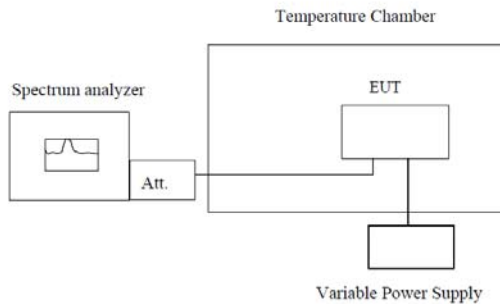 Temperature Chamber
Spectrum analyzer
EUT
Att.
Variable Power Supply